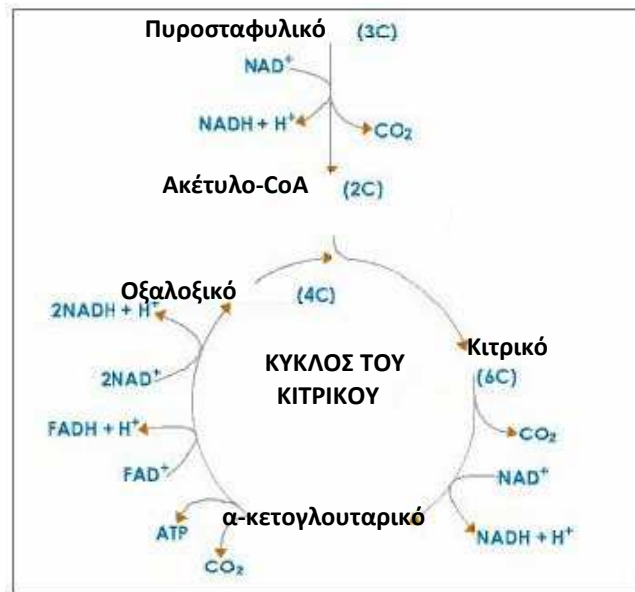 Πυροσταφυλικό (3C)
NAD⁺
NADH + H⁺
CO₂
Ακέτυλο-CoA (2C)
Οξαλοξικό
(4C)
2NADH + H⁺
Κιτρικό
(6C)
ΚΥΚΛΟΣ ΤΟΥ
ΚΙΤΡΙΚΟΥ
2NAD⁺
CO₂
FADH + H⁺
NAD⁺
FAD⁺
α-κετογλουταρικό
ATP
NADH + H⁺
CO₂